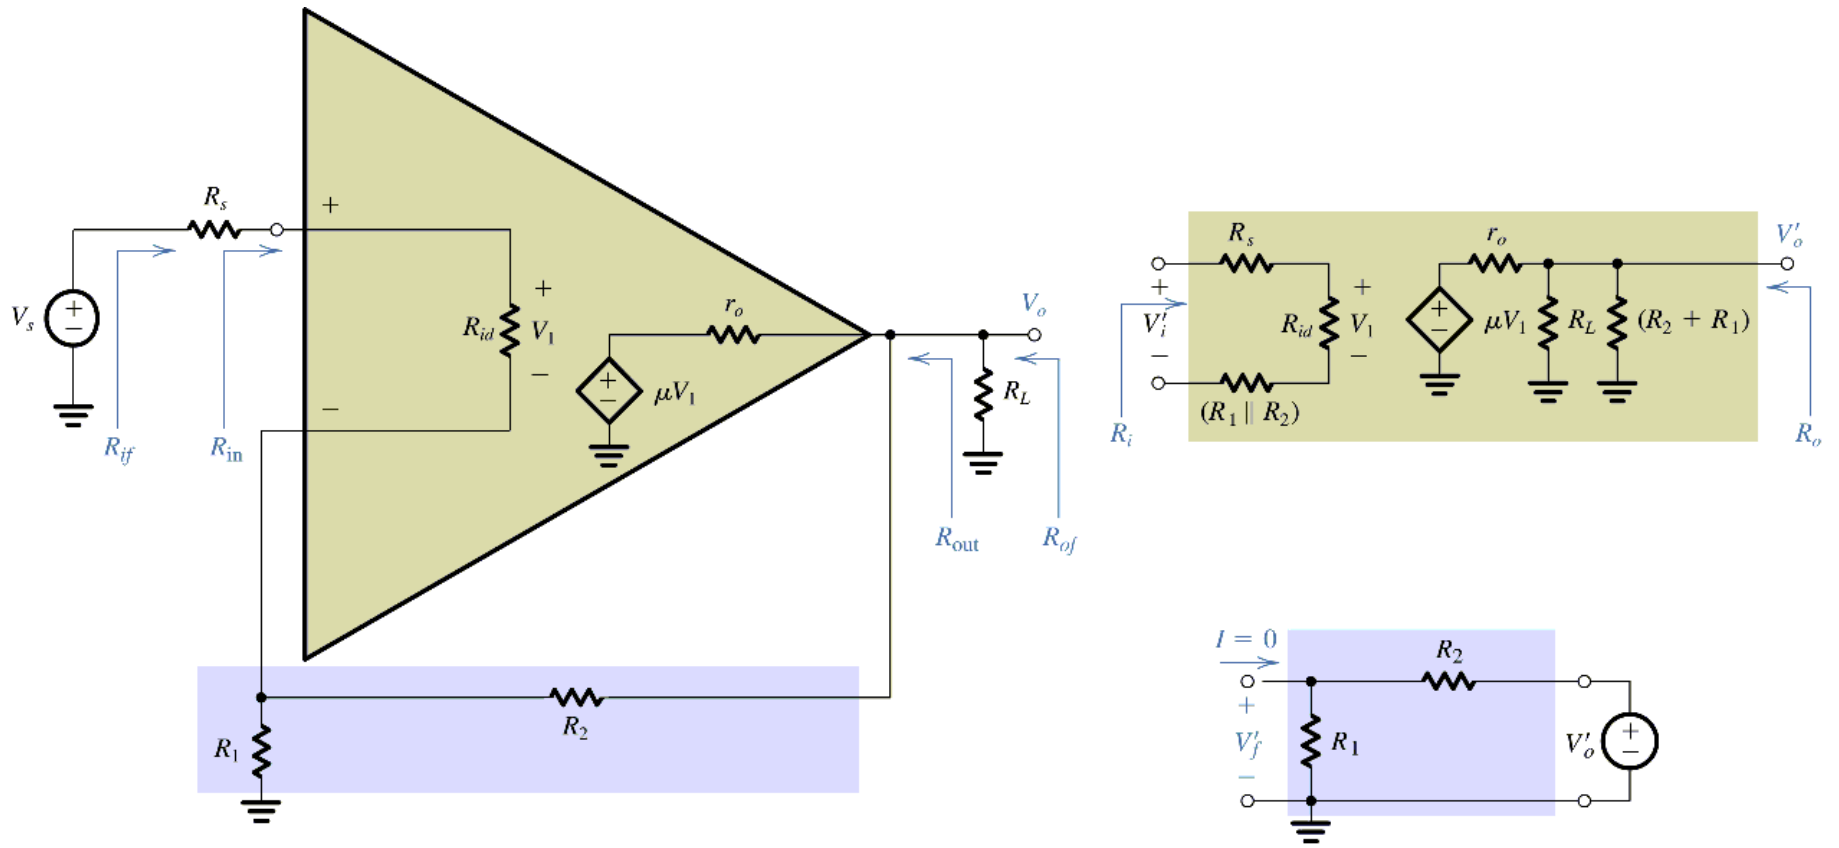 R_s
+
V_s
+
−
R_if
R_in
+
R_id
V_1
−
−
r_o
+
−
μV_1
V_o
R_L
R_out
R_of
R_2
R_1
R_s
r_o
V'_o
+
V'_i
−
R_i
R_id
+
V_1
−
(R_1 || R_2)
+
−
μV_1
R_L
(R_2 + R_1)
R_o
I = 0
R_2
+
V'_f
−
R_1
V'_o
+
−